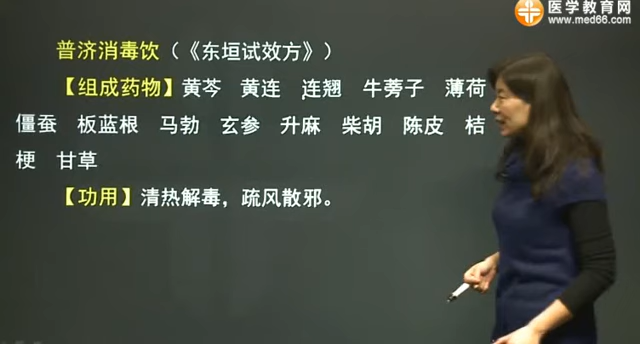 医学教育网
www.med66.com
普济消毒饮（《东垣试效方》）
【组成药物】黄芩 黄连 连翘 牛蒡子 薄荷
僵蚕 板蓝根 马勃 玄参 升麻 柴胡 陈皮 桔
梗 甘草
【功用】清热解毒，疏风散邪。